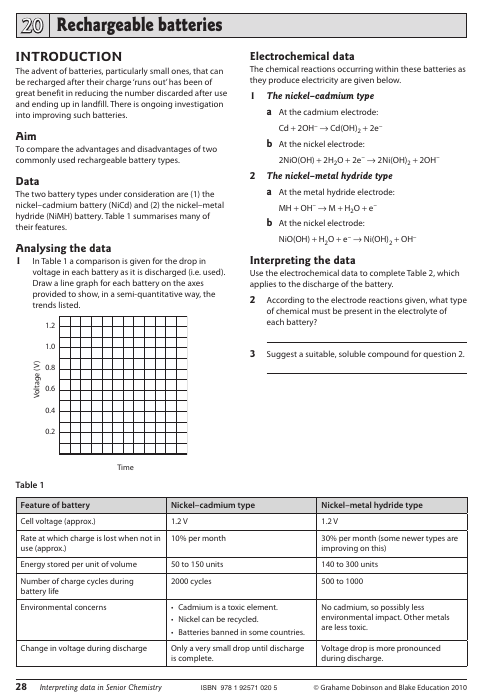 20 Rechargeable batteries
INTRODUCTION
The advent of batteries, particularly small ones, that can
be recharged after their charge ‘runs out’ has been of
great benefit in reducing the number discarded after use
and ending up in landfill. There is ongoing investigation
into improving such batteries.
Aim
To compare the advantages and disadvantages of two
commonly used rechargeable battery types.
Data
The two battery types under consideration are (1) the
nickel–cadmium battery (NiCd) and (2) the nickel–metal
hydride (NiMH) battery. Table 1 summarises many of
their features.
Analysing the data
1 In Table 1 a comparison is given for the drop in
voltage in each battery as it is discharged (i.e. used).
Draw a line graph for each battery on the axes
provided to show, in a semi-quantitative way, the
trends listed.
1.2
1.0
0.8
0.6
0.4
0.2
Voltage (V)
Time
Electrochemical data
The chemical reactions occurring within these batteries as
they produce electricity are given below.
1 The nickel–cadmium type
a At the cadmium electrode:
Cd + 2OH⁻ → Cd(OH)₂ + 2e⁻
b At the nickel electrode:
2NiO(OH) + 2H₂O + 2e⁻ → 2Ni(OH)₂ + 2OH⁻
2 The nickel–metal hydride type
a At the metal hydride electrode:
MH + OH⁻ → M + H₂O + e⁻
b At the nickel electrode:
NiO(OH) + H₂O + e⁻ → Ni(OH)₂ + OH⁻
Interpreting the data
Use the electrochemical data to complete Table 2, which
applies to the discharge of the battery.
2 According to the electrode reactions given, what type
of chemical must be present in the electrolyte of
each battery?
3 Suggest a suitable, soluble compound for question 2.
Table 1
Feature of battery Nickel–cadmium type Nickel–metal hydride type
Cell voltage (approx.) 1.2 V 1.2 V
Rate at which charge is lost when not in 10% per month 30% per month (some newer types are
use (approx.) improving on this)
Energy stored per unit of volume 50 to 150 units 140 to 300 units
Number of charge cycles during 2000 cycles 500 to 1000
battery life
Environmental concerns • Cadmium is a toxic element. No cadmium, so possibly less
• Nickel can be recycled. environmental impact. Other metals
• Batteries banned in some countries. are less toxic.
Change in voltage during discharge Only a very small drop until discharge Voltage drop is more pronounced
is complete. during discharge.
28 Interpreting data in Senior Chemistry ISBN 978 1 92571 020 5 © Grahame Dobinson and Blake Education 2010